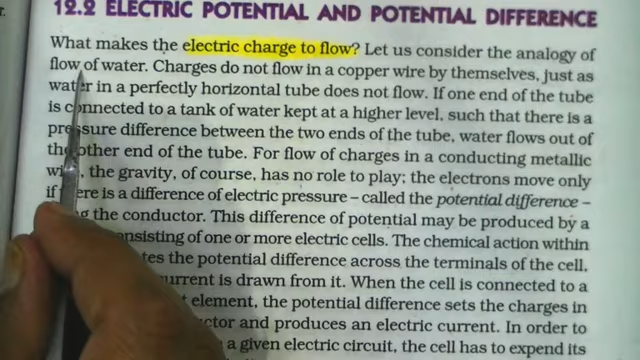 12.2 ELECTRIC POTENTIAL AND POTENTIAL DIFFERENCE
What makes the electric charge to flow? Let us consider the analogy of
flow of water. Charges do not flow in a copper wire by themselves, just as
water in a perfectly horizontal tube does not flow. If one end of the tube
is connected to a tank of water kept at a higher level, such that there is a
pressure difference between the two ends of the tube, water flows out of
the other end of the tube. For flow of charges in a conducting metallic
the gravity, of course, has no role to play; the electrons move only
if there is a difference of electric pressure – called the potential difference –
the conductor. This difference of potential may be produced by a
consisting of one or more electric cells. The chemical action within
the potential difference across the terminals of the cell,
current is drawn from it. When the cell is connected to a
element, the potential difference sets the charges in
and produces an electric current. In order to
a given electric circuit, the cell has to expend its